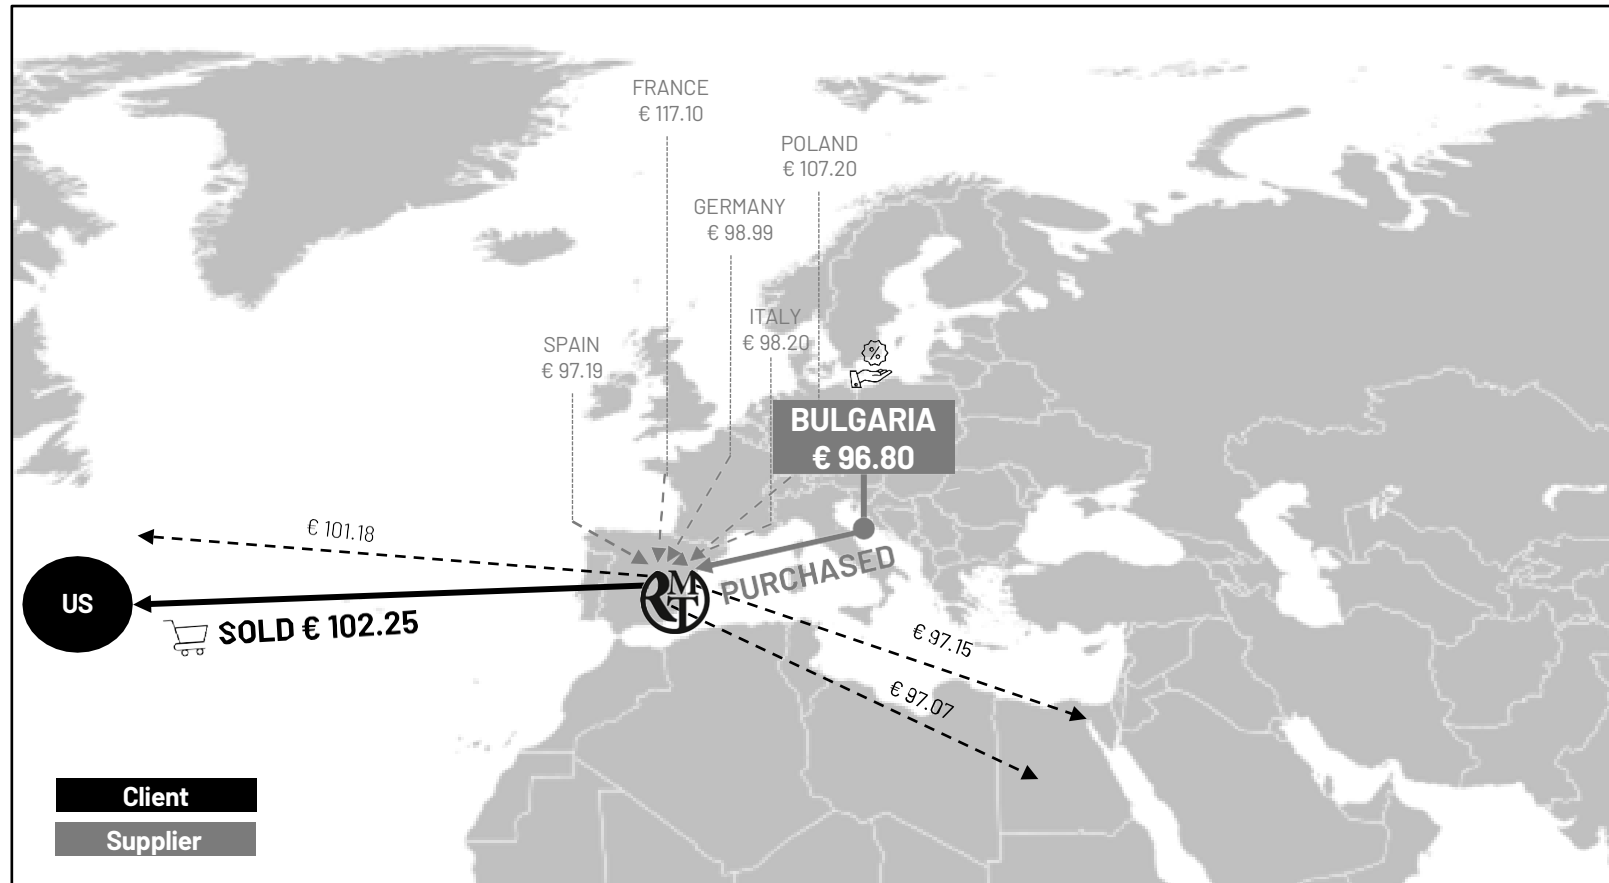 FRANCE
€ 117.10
POLAND
€ 107.20
GERMANY
€ 98.99
ITALY
€ 98.20
SPAIN
€ 97.19
%
BULGARIA
€ 96.80
€ 101.18
US
SOLD € 102.25
RMT
PURCHASED
€ 97.15
€ 97.07
Client
Supplier